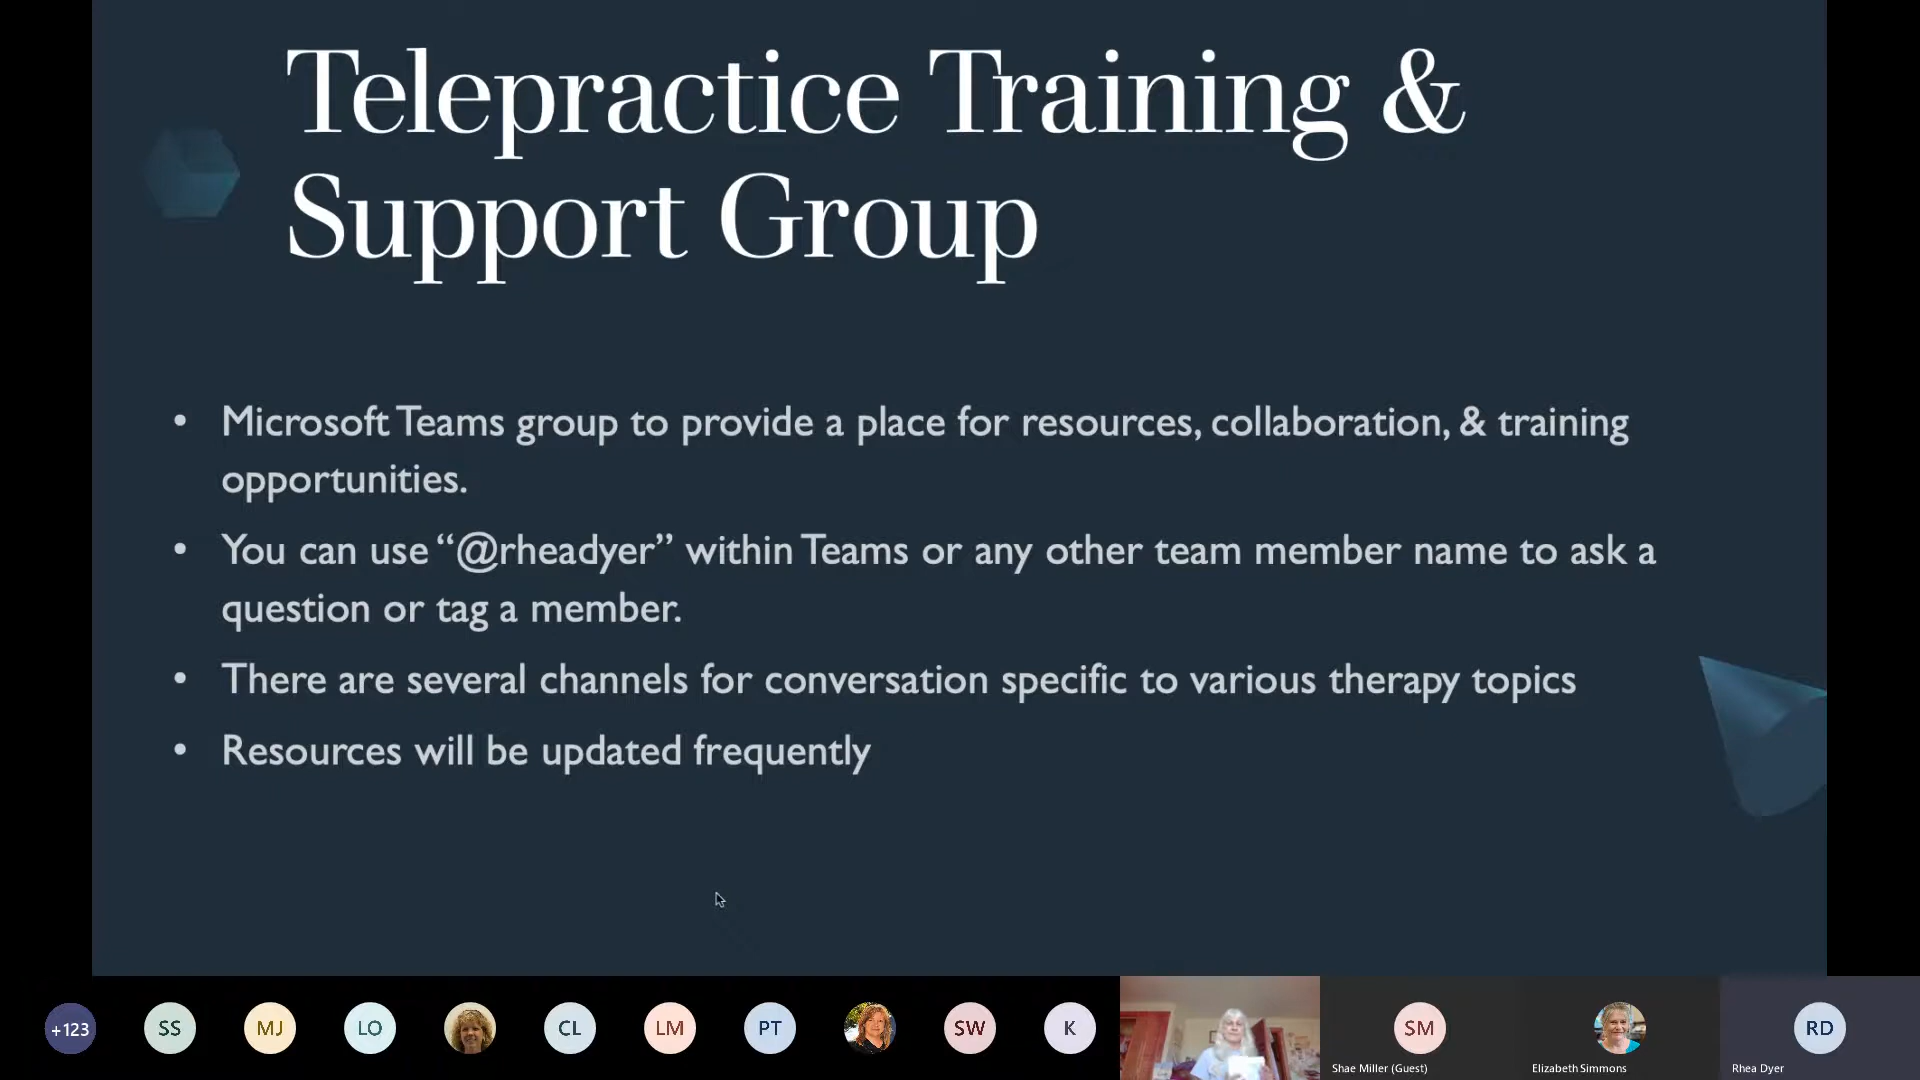 Telepractice Training &
Support Group
• Microsoft Teams group to provide a place for resources, collaboration, & training
opportunities.
• You can use “@rheadyer” within Teams or any other team member name to ask a
question or tag a member.
• There are several channels for conversation specific to various therapy topics
• Resources will be updated frequently
+123 SS MJ LO CL LM PT SW K SM RD
Shae Miller (Guest) Elizabeth Simmons Rhea Dyer